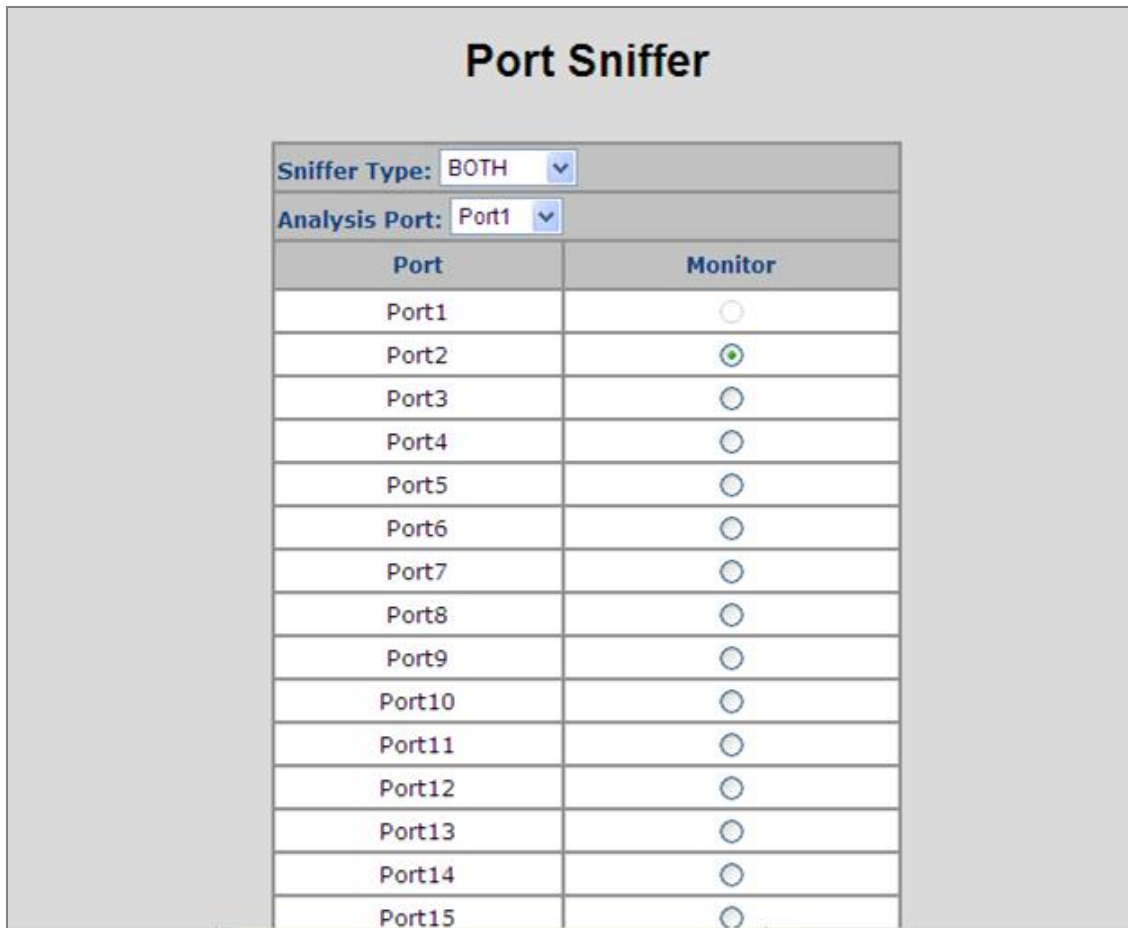 Port Sniffer
Sniffer Type: BOTH
Analysis Port: Port1
Port Monitor
Port1
Port2
Port3
Port4
Port5
Port6
Port7
Port8
Port9
Port10
Port11
Port12
Port13
Port14
Port15